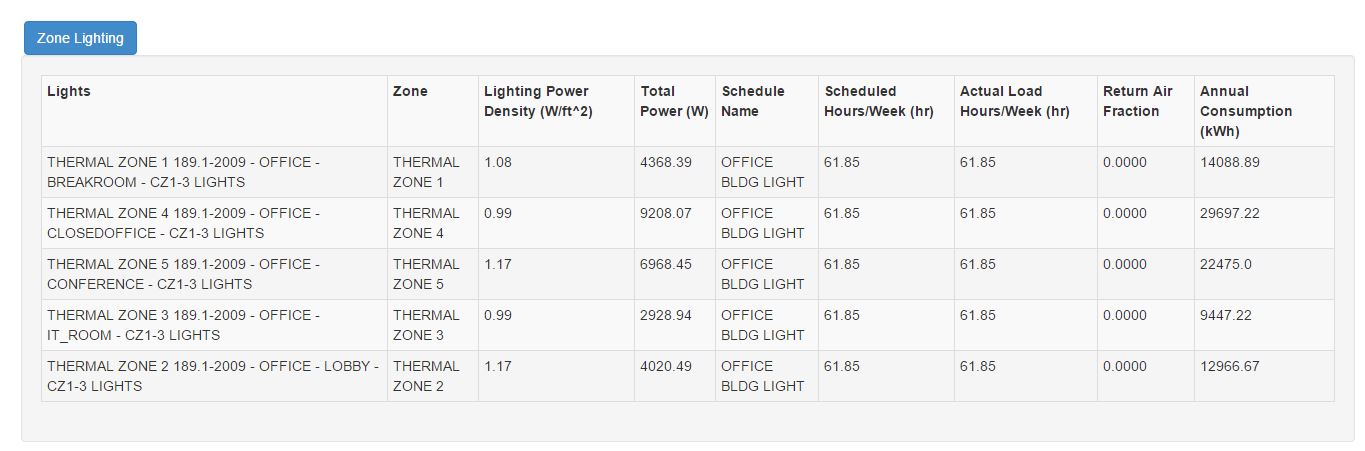 Zone Lighting
Lights Zone Lighting Power Total Schedule Scheduled Actual Load Return Air Annual
Density (W/ft^2) Power (W) Name Hours/Week (hr) Hours/Week (hr) Fraction Consumption
(kWh)
THERMAL ZONE 1 189.1-2009 - OFFICE - THERMAL 1.08 4368.39 OFFICE 61.85 61.85 0.0000 14088.89
BREAKROOM - CZ1-3 LIGHTS ZONE 1 BLDG LIGHT
THERMAL ZONE 4 189.1-2009 - OFFICE - THERMAL 0.99 9208.07 OFFICE 61.85 61.85 0.0000 29697.22
CLOSEDOFFICE - CZ1-3 LIGHTS ZONE 4 BLDG LIGHT
THERMAL ZONE 5 189.1-2009 - OFFICE - THERMAL 1.17 6968.45 OFFICE 61.85 61.85 0.0000 22475.0
CONFERENCE - CZ1-3 LIGHTS ZONE 5 BLDG LIGHT
THERMAL ZONE 3 189.1-2009 - OFFICE - THERMAL 0.99 2928.94 OFFICE 61.85 61.85 0.0000 9447.22
IT_ROOM - CZ1-3 LIGHTS ZONE 3 BLDG LIGHT
THERMAL ZONE 2 189.1-2009 - OFFICE - LOBBY - THERMAL 1.17 4020.49 OFFICE 61.85 61.85 0.0000 12966.67
CZ1-3 LIGHTS ZONE 2 BLDG LIGHT